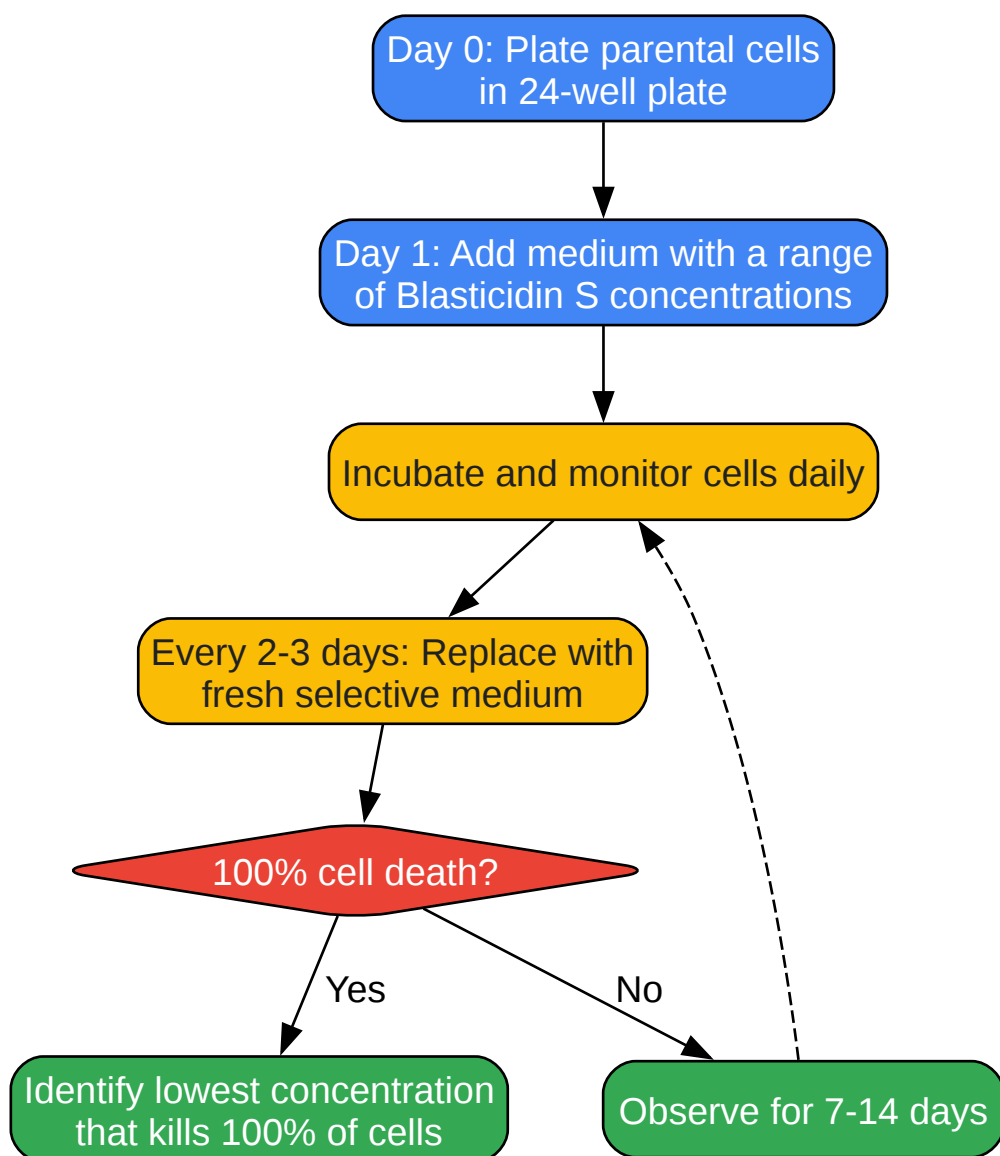 Day 0: Plate parental cells
in 24-well plate
Day 1: Add medium with a range
of Blasticidin S concentrations
Incubate and monitor cells daily
Every 2-3 days: Replace with
fresh selective medium
100% cell death?
Yes
No
Identify lowest concentration
that kills 100% of cells
Observe for 7-14 days